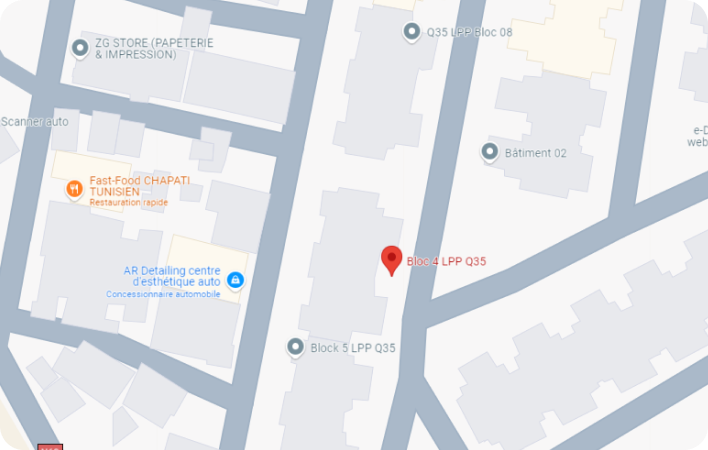 ZG STORE (PAPETERIE
& IMPRESSION)
Q35 LPP Bloc 08
Scanner auto
Bâtiment 02
e-D
web
Fast-Food CHAPATI
TUNISIEN
Restauration rapide
Bloc 4 LPP Q35
AR Detailing centre
d'esthétique auto
Concessionnaire automobile
Block 5 LPP Q35